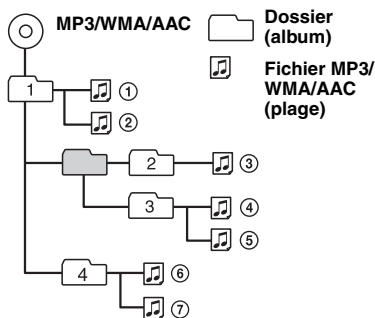 MP3/WMA/AAC
Dossier
(album)
Fichier MP3/
WMA/AAC
(plage)
1
①
②
2
③
3
④
⑤
4
⑥
⑦